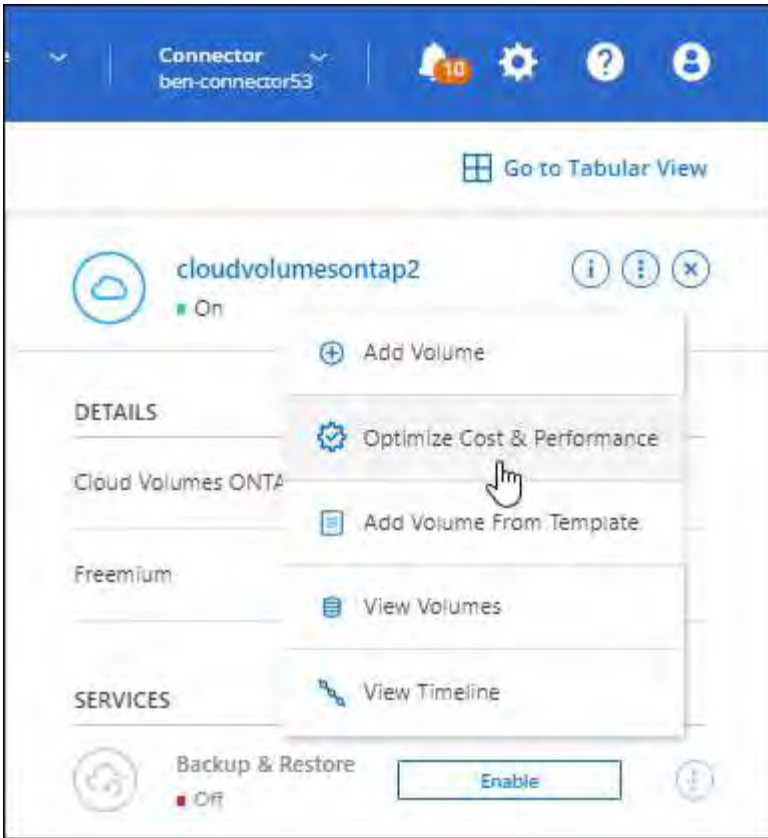 Connector
ben-connector53
10
Go to Tabular View
cloudvolumesontap2
On
Add Volume
DETAILS
Optimize Cost & Performance
Cloud Volumes ONTA
Add Volume From Template
Freemium
View Volumes
SERVICES
View Timeline
Backup & Restore
Off
Enable